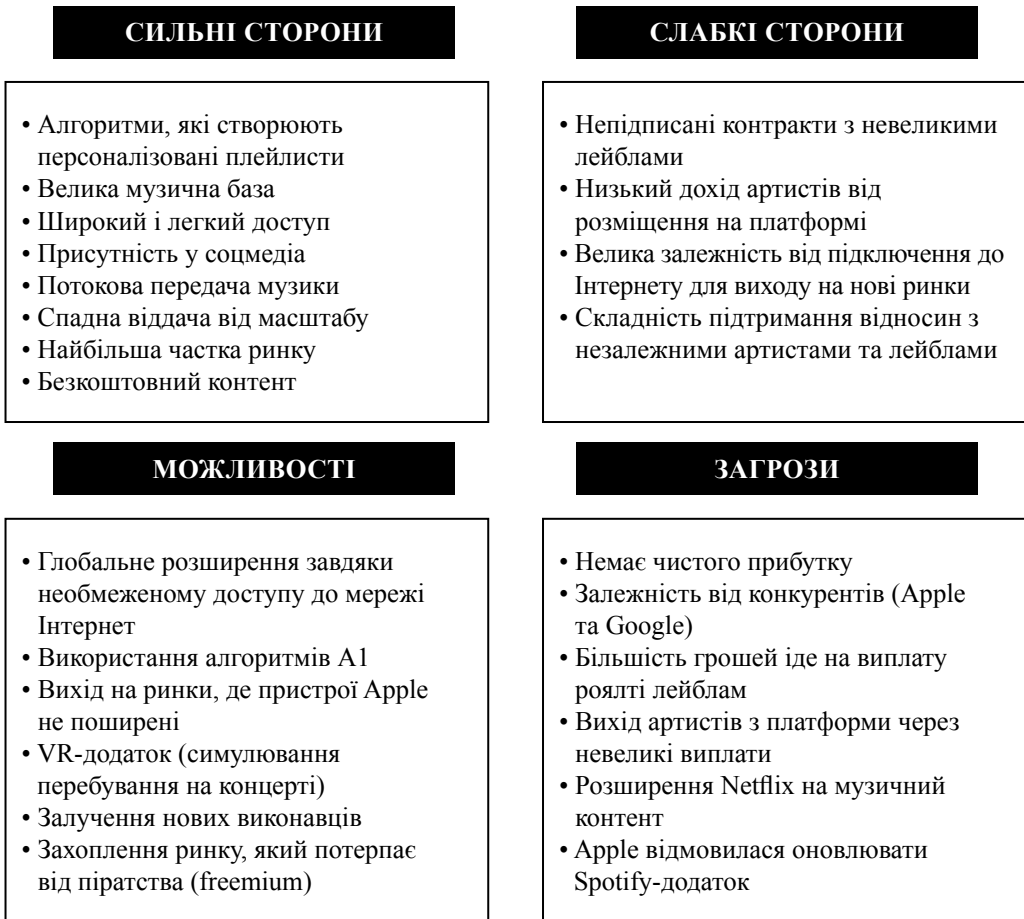 СИЛЬНІ СТОРОНИ
• Алгоритми, які створюють
персоналізовані плейлисти
• Велика музична база
• Широкий і легкий доступ
• Присутність у соцмедіа
• Потокова передача музики
• Спадна віддача від масштабу
• Найбільша частка ринку
• Безкоштовний контент
СЛАБКІ СТОРОНИ
• Непідписані контракти з невеликими
лейблами
• Низький дохід артистів від
розміщення на платформі
• Велика залежність від підключення до
Інтернету для виходу на нові ринки
• Складність підтримання відносин з
незалежними артистами та лейблами
МОЖЛИВОСТІ
• Глобальне розширення завдяки
необмеженому доступу до мережі
Інтернет
• Використання алгоритмів А1
• Вихід на ринки, де пристрої Apple
не поширені
• VR-додаток (симулювання
перебування на концерті)
• Залучення нових виконавців
• Захоплення ринку, який потерпає
від піратства (freemium)
ЗАГРОЗИ
• Немає чистого прибутку
• Залежність від конкурентів (Apple
та Google)
• Більшість грошей іде на виплату
роялті лейблам
• Вихід артистів з платформи через
невеликі виплати
• Розширення Netflix на музичний
контент
• Apple відмовилася оновлювати
Spotify-додаток